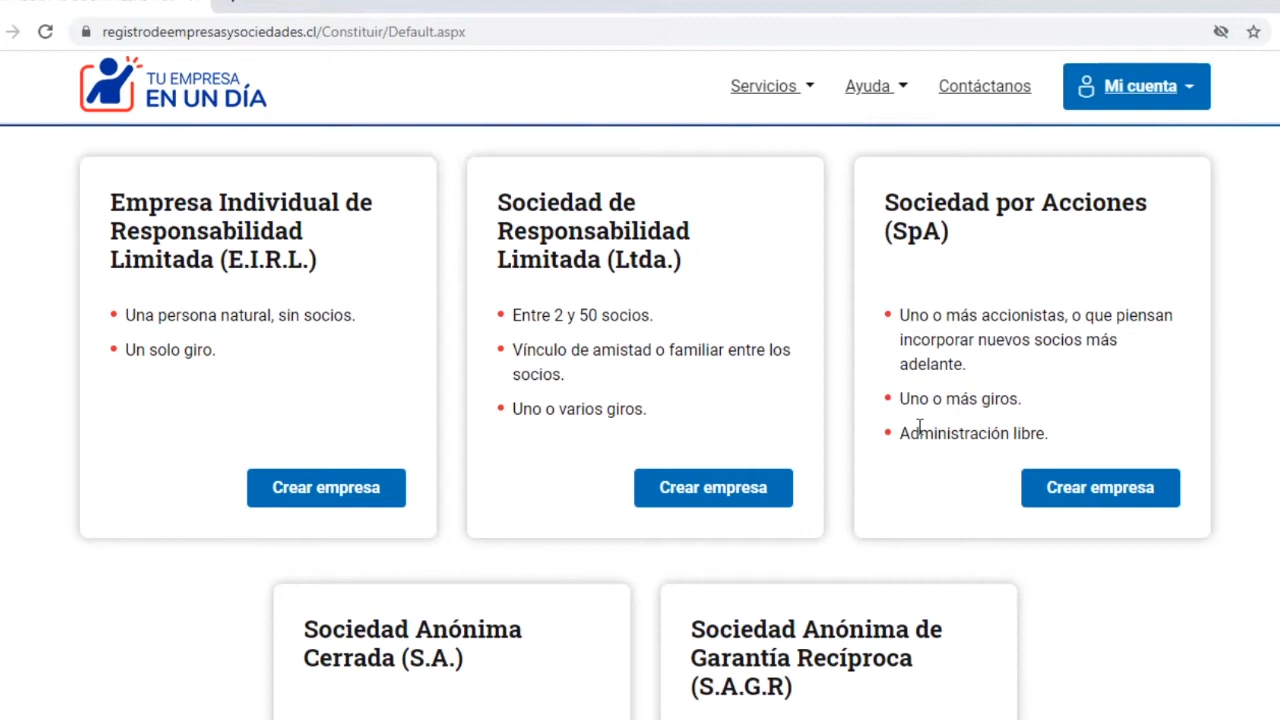 registrodeempresasysociedades.cl/Constituir/Default.aspx
TU EMPRESA
EN UN DÍA
Servicios
Ayuda
Contáctanos
Mi cuenta
Empresa Individual de
Responsabilidad
Limitada (E.I.R.L.)
Una persona natural, sin socios.
Un solo giro.
Crear empresa
Sociedad de
Responsabilidad
Limitada (Ltda.)
Entre 2 y 50 socios.
Vínculo de amistad o familiar entre los
socios.
Uno o varios giros.
Crear empresa
Sociedad por Acciones
(SpA)
Uno o más accionistas, o que piensan
incorporar nuevos socios más
adelante.
Uno o más giros.
Administración libre.
Crear empresa
Sociedad Anónima
Cerrada (S.A.)
Sociedad Anónima de
Garantía Recíproca
(S.A.G.R)